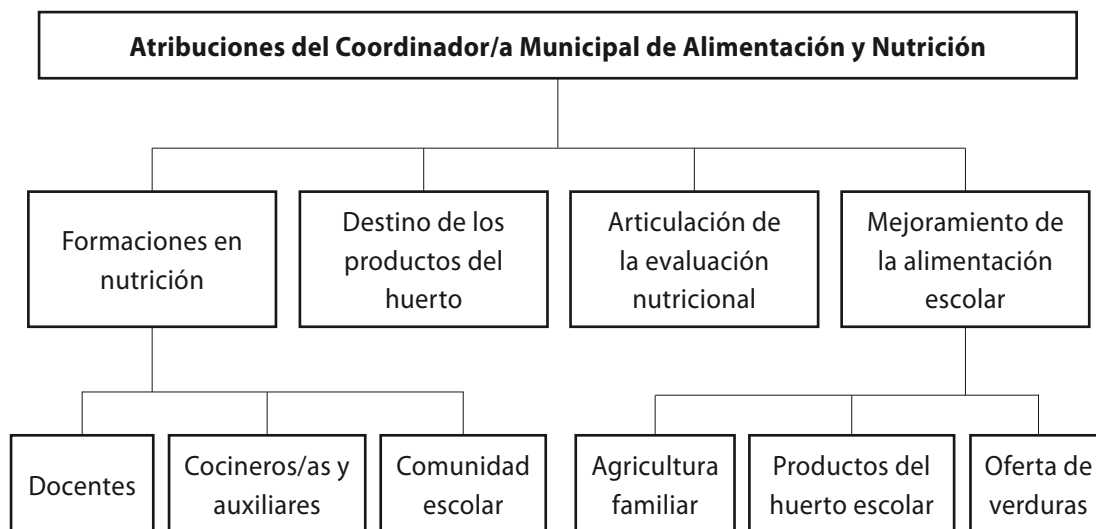 Atribuciones del Coordinador/a Municipal de Alimentación y Nutrición
Formaciones en
nutrición
Destino de los
productos del
huerto
Articulación de
la evaluación
nutricional
Mejoramiento de
la alimentación
escolar
Docentes
Cocineros/as y
auxiliares
Comunidad
escolar
Agricultura
familiar
Productos del
huerto escolar
Oferta de
verduras